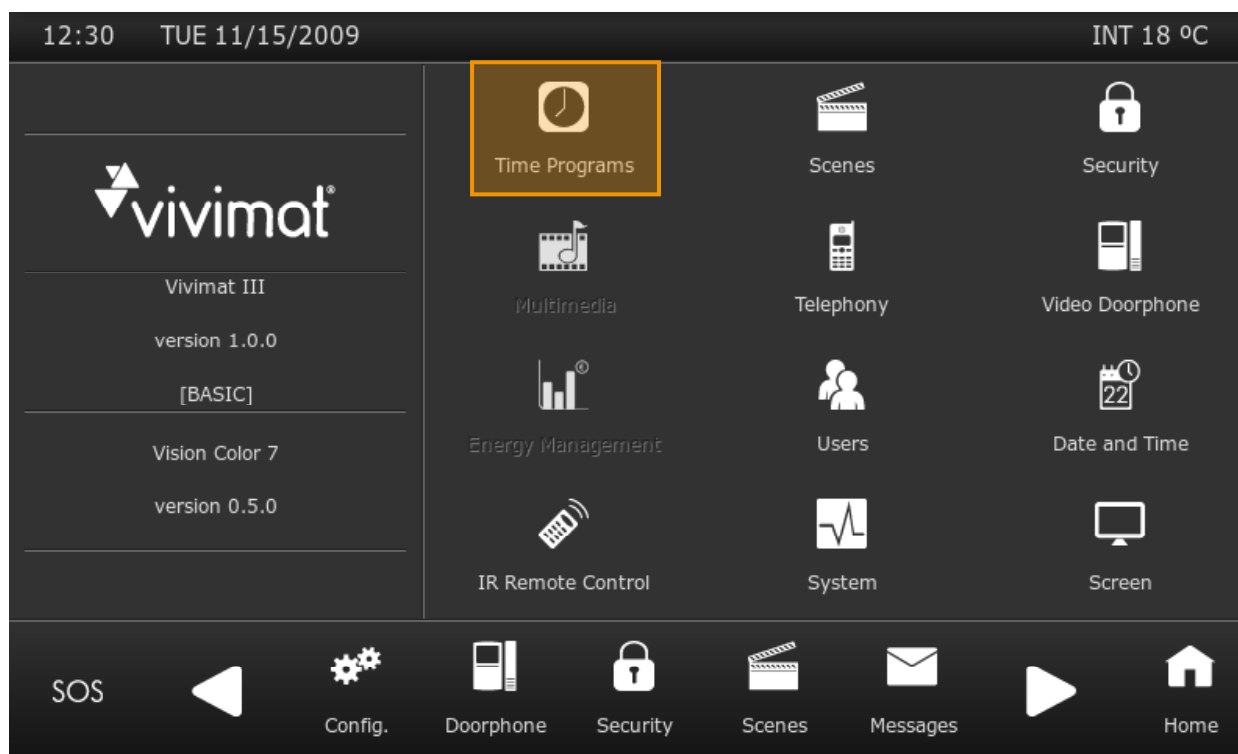 12:30 TUE 11/15/2009 INT 18 ºC
vivimat®
Vivimat III
version 1.0.0
[BASIC]
Vision Color 7
version 0.5.0
Time Programs Scenes Security
Multimedia Telephony Video Doorphone
22
Energy Management Users Date and Time
IR Remote Control System Screen
SOS Config. Doorphone Security Scenes Messages Home